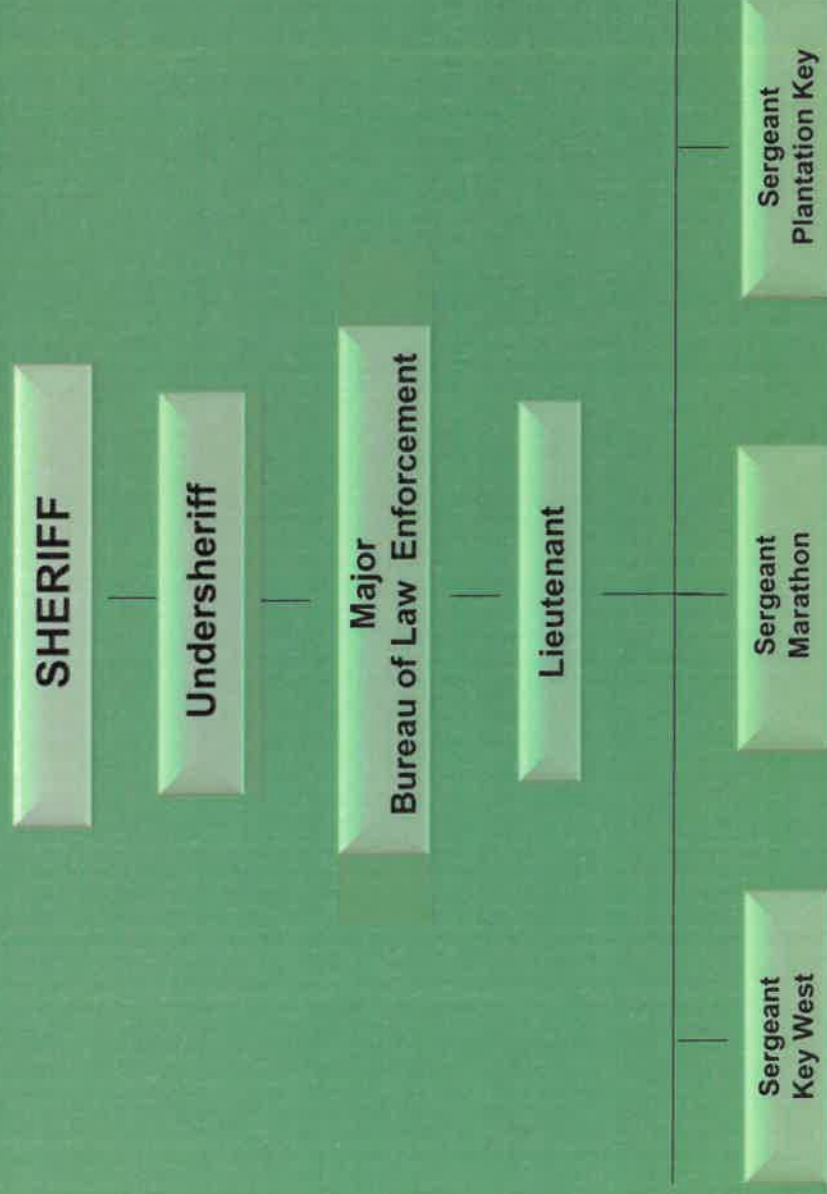 SHERIFF
Undersheriff
Major
Bureau of Law Enforcement
Lieutenant
Sergeant
Key West
Sergeant
Marathon
Sergeant
Plantation Key